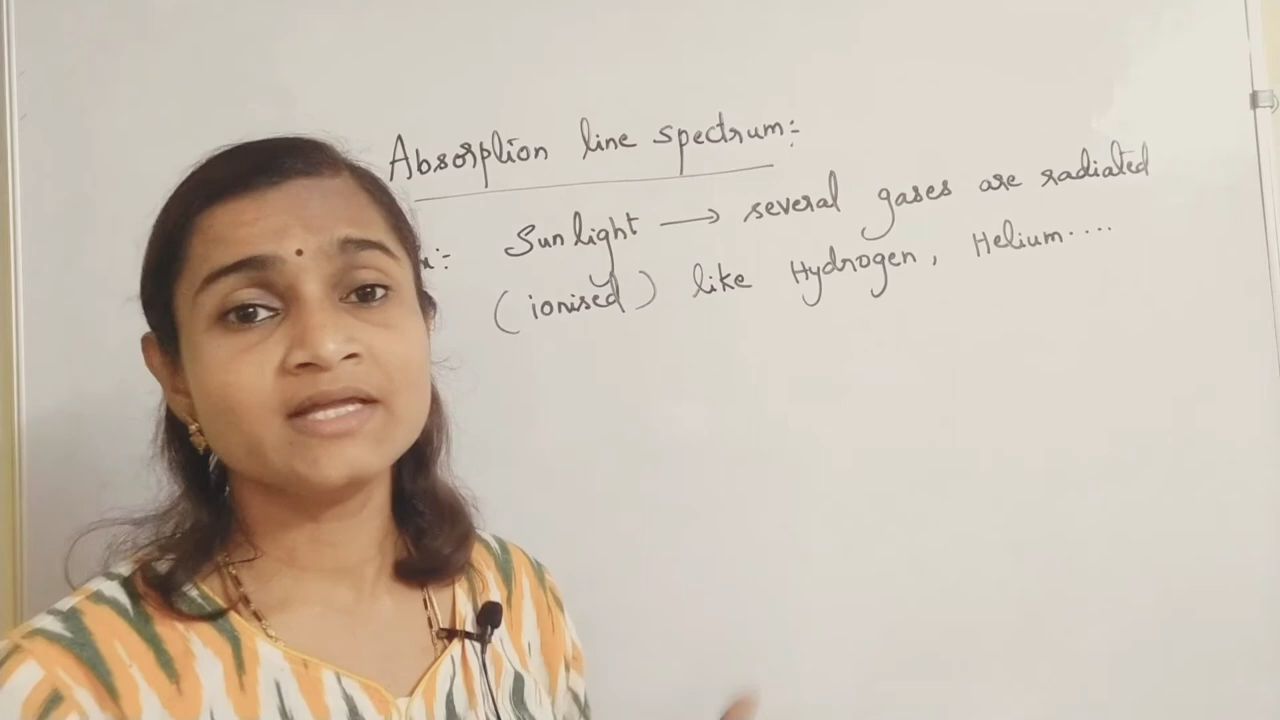 Absorption line spectrum:
Sunlight → several gases are radiated
(ionised) like Hydrogen, Helium....